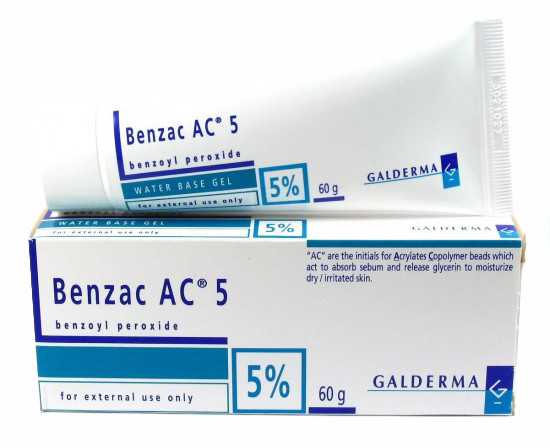 Benzac AC® 5
benzoyl peroxide
WATER BASE GEL
for external use only
5%
60 g
GALDERMA
WATER BASE GEL
for external use only
5%
60 g
GALDERMA
"AC" are the initials for Acrylates Copolymer beads which
act to absorb sebum and release glycerin to moisturize
dry / irritated skin.
Benzac AC® 5
benzoyl peroxide
for external use only
5%
60 g
GALDERMA